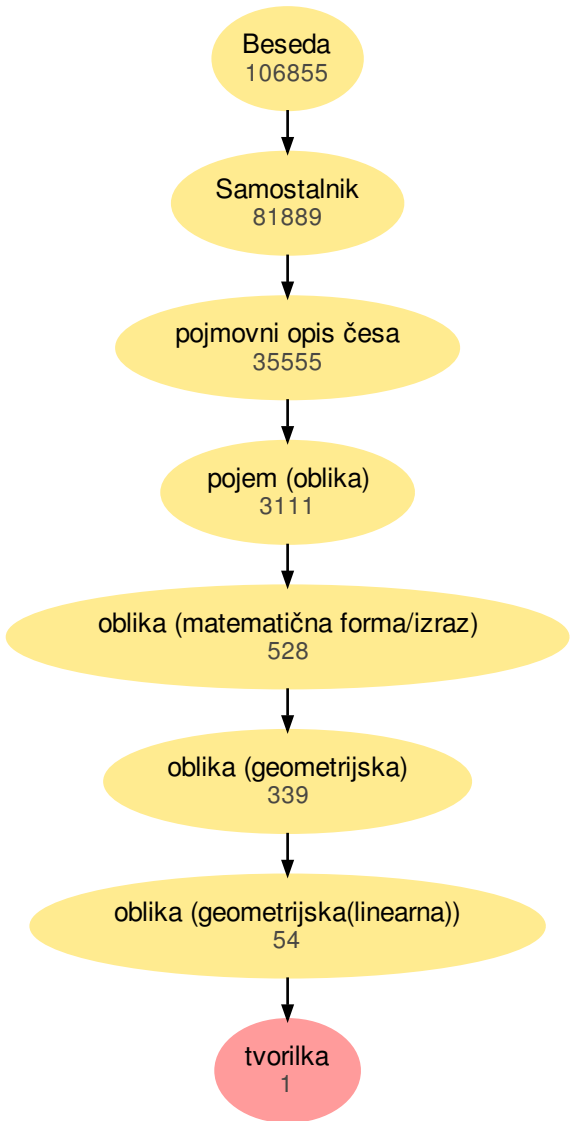 Beseda
106855
Samostalnik
81889
pojmovni opis česa
35555
pojem (oblika)
3111
oblika (matematična forma/izraz)
528
oblika (geometrijska)
339
oblika (geometrijska(linearna))
54
tvorilka
1